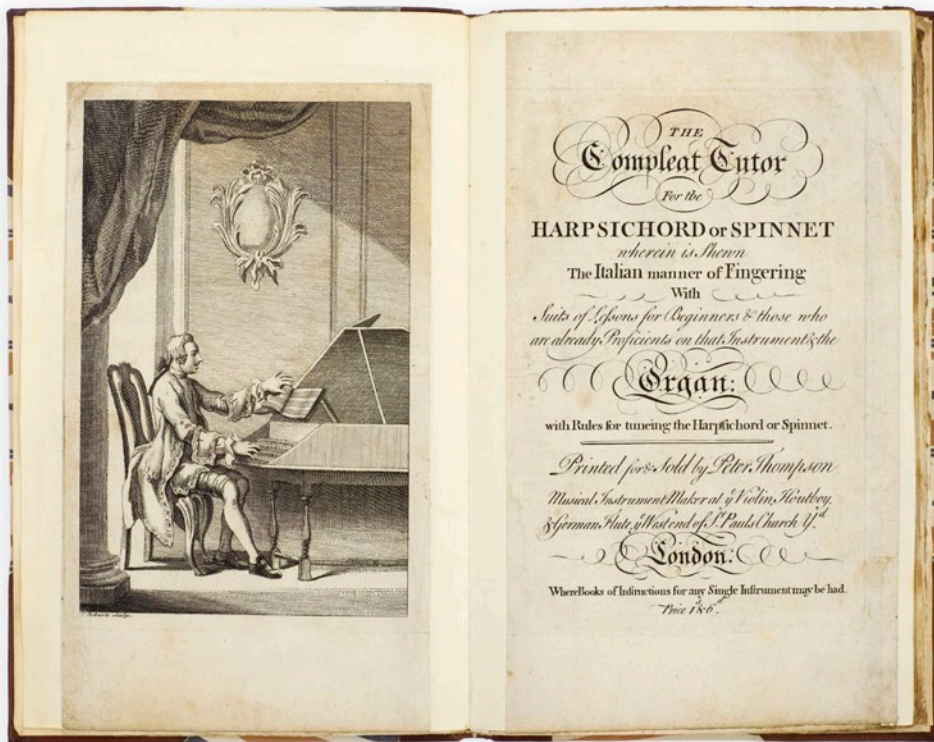 Roberts Sculp.
THE
Compleat Tutor
For the
HARPSICHORD or SPINNET
wherein is Shewn
The Italian manner of Fingering
With
Suits of Lessons for Beginners & those who
are already Proficients on that Instrument & the
Organ:
with Rules for tuneing the Harpsichord or Spinnet.
Printed for & Sold by Peter Thompson
Musical Instrument Maker at yͤ Violin, Houtboy,
& German Flute, yͤ West end of Sᵗ. Pauls Church Yᵈ.
London:
Where Books of Instructions for any Single Instrument may be had.
Price 1ˢ & 6ᵈ.